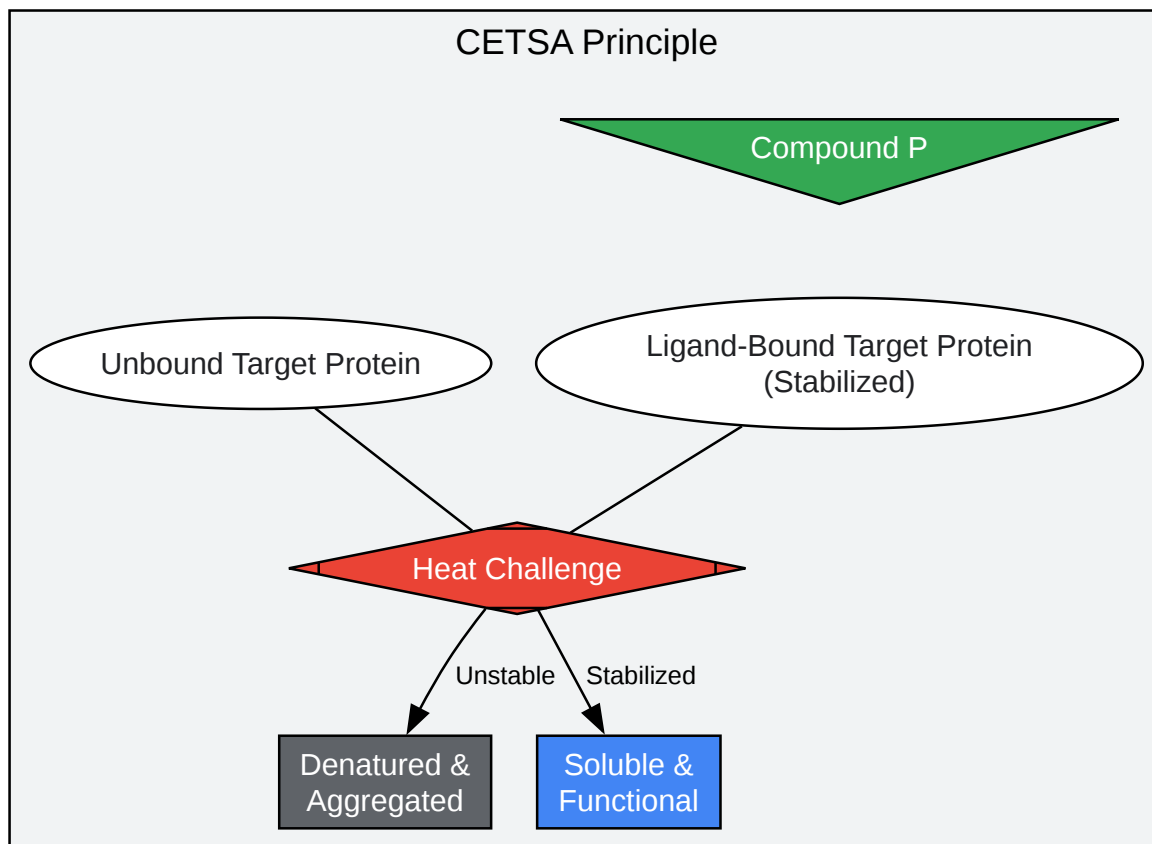 CETSA Principle
Compound P
Unbound Target Protein
Ligand-Bound Target Protein
(Stabilized)
Heat Challenge
Unstable
Stabilized
Denatured &
Aggregated
Soluble &
Functional